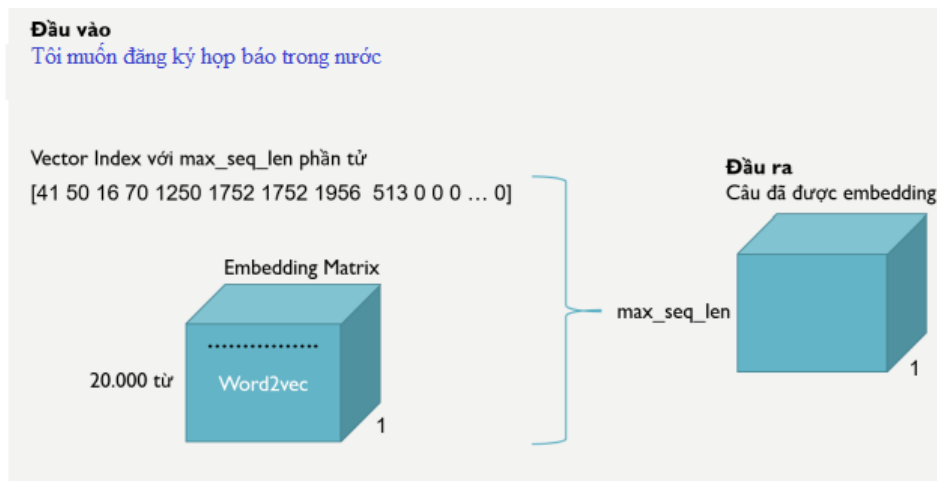 Đầu vào
Tôi muốn đăng ký họp báo trong nước
Vector Index với max_seq_len phần tử
[41 50 16 70 1250 1752 1752 1956 513 0 0 0 ... 0]
Đầu ra
Câu đã được embedding
Embedding Matrix
max_seq_len
20.000 từ
Word2vec
1
1